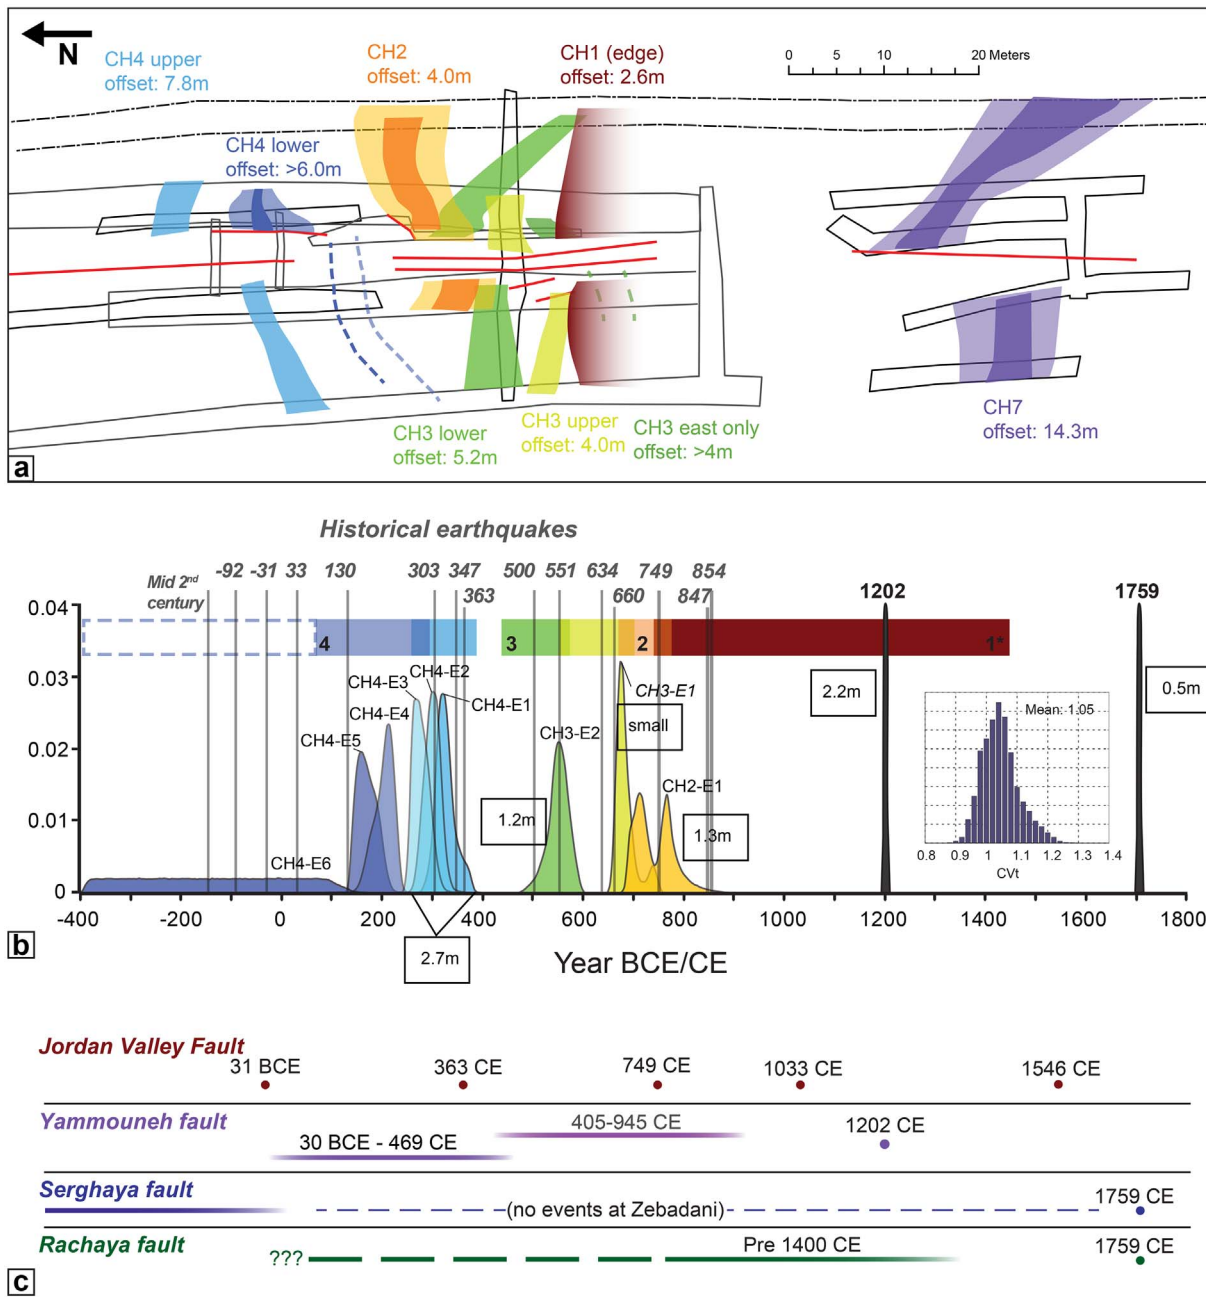 N
CH4 upper
offset: 7.8m
CH2
offset: 4.0m
CH1 (edge)
offset: 2.6m
0 5 10 20 Meters
CH4 lower
offset: >6.0m
CH3 lower
offset: 5.2m
CH3 upper
offset: 4.0m
CH3 east only
offset: >4m
CH7
offset: 14.3m
a
Historical earthquakes
Mid 2nd
century
-92 -31 33 130 303 347 500 551 634 749 854
363 660 847
1202 1759
0.04
0.03
0.02
0.01
0
4 3 2 1*
CH4-E6
CH4-E5
CH4-E4
CH4-E3
CH4-E2
CH4-E1
CH3-E2
CH3-E1
small
CH2-E1
1.2m
1.3m
2.2m
0.5m
2.7m
Mean: 1.05
0.8 0.9 1 1.1 1.2 1.3 1.4
CVt
-400 -200 0 200 400 600 800 1000 1200 1400 1600 1800
Year BCE/CE
b
Jordan Valley Fault
31 BCE 363 CE 749 CE 1033 CE 1546 CE
Yammouneh fault
30 BCE - 469 CE 405-945 CE 1202 CE
Serghaya fault
(no events at Zebadani) 1759 CE
Rachaya fault
??? Pre 1400 CE 1759 CE
c